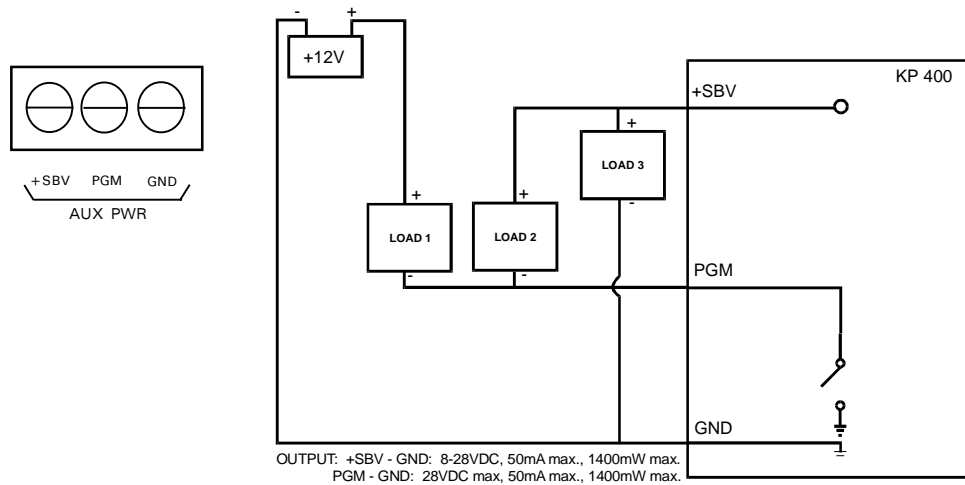 - +
+12V
KP 400
+SBV
+
LOAD 3
-
+SBV PGM GND
AUX PWR
+ +
LOAD 1 LOAD 2
- -
PGM
GND
OUTPUT: +SBV - GND: 8-28VDC, 50mA max., 1400mW max.
PGM - GND: 28VDC max, 50mA max., 1400mW max.